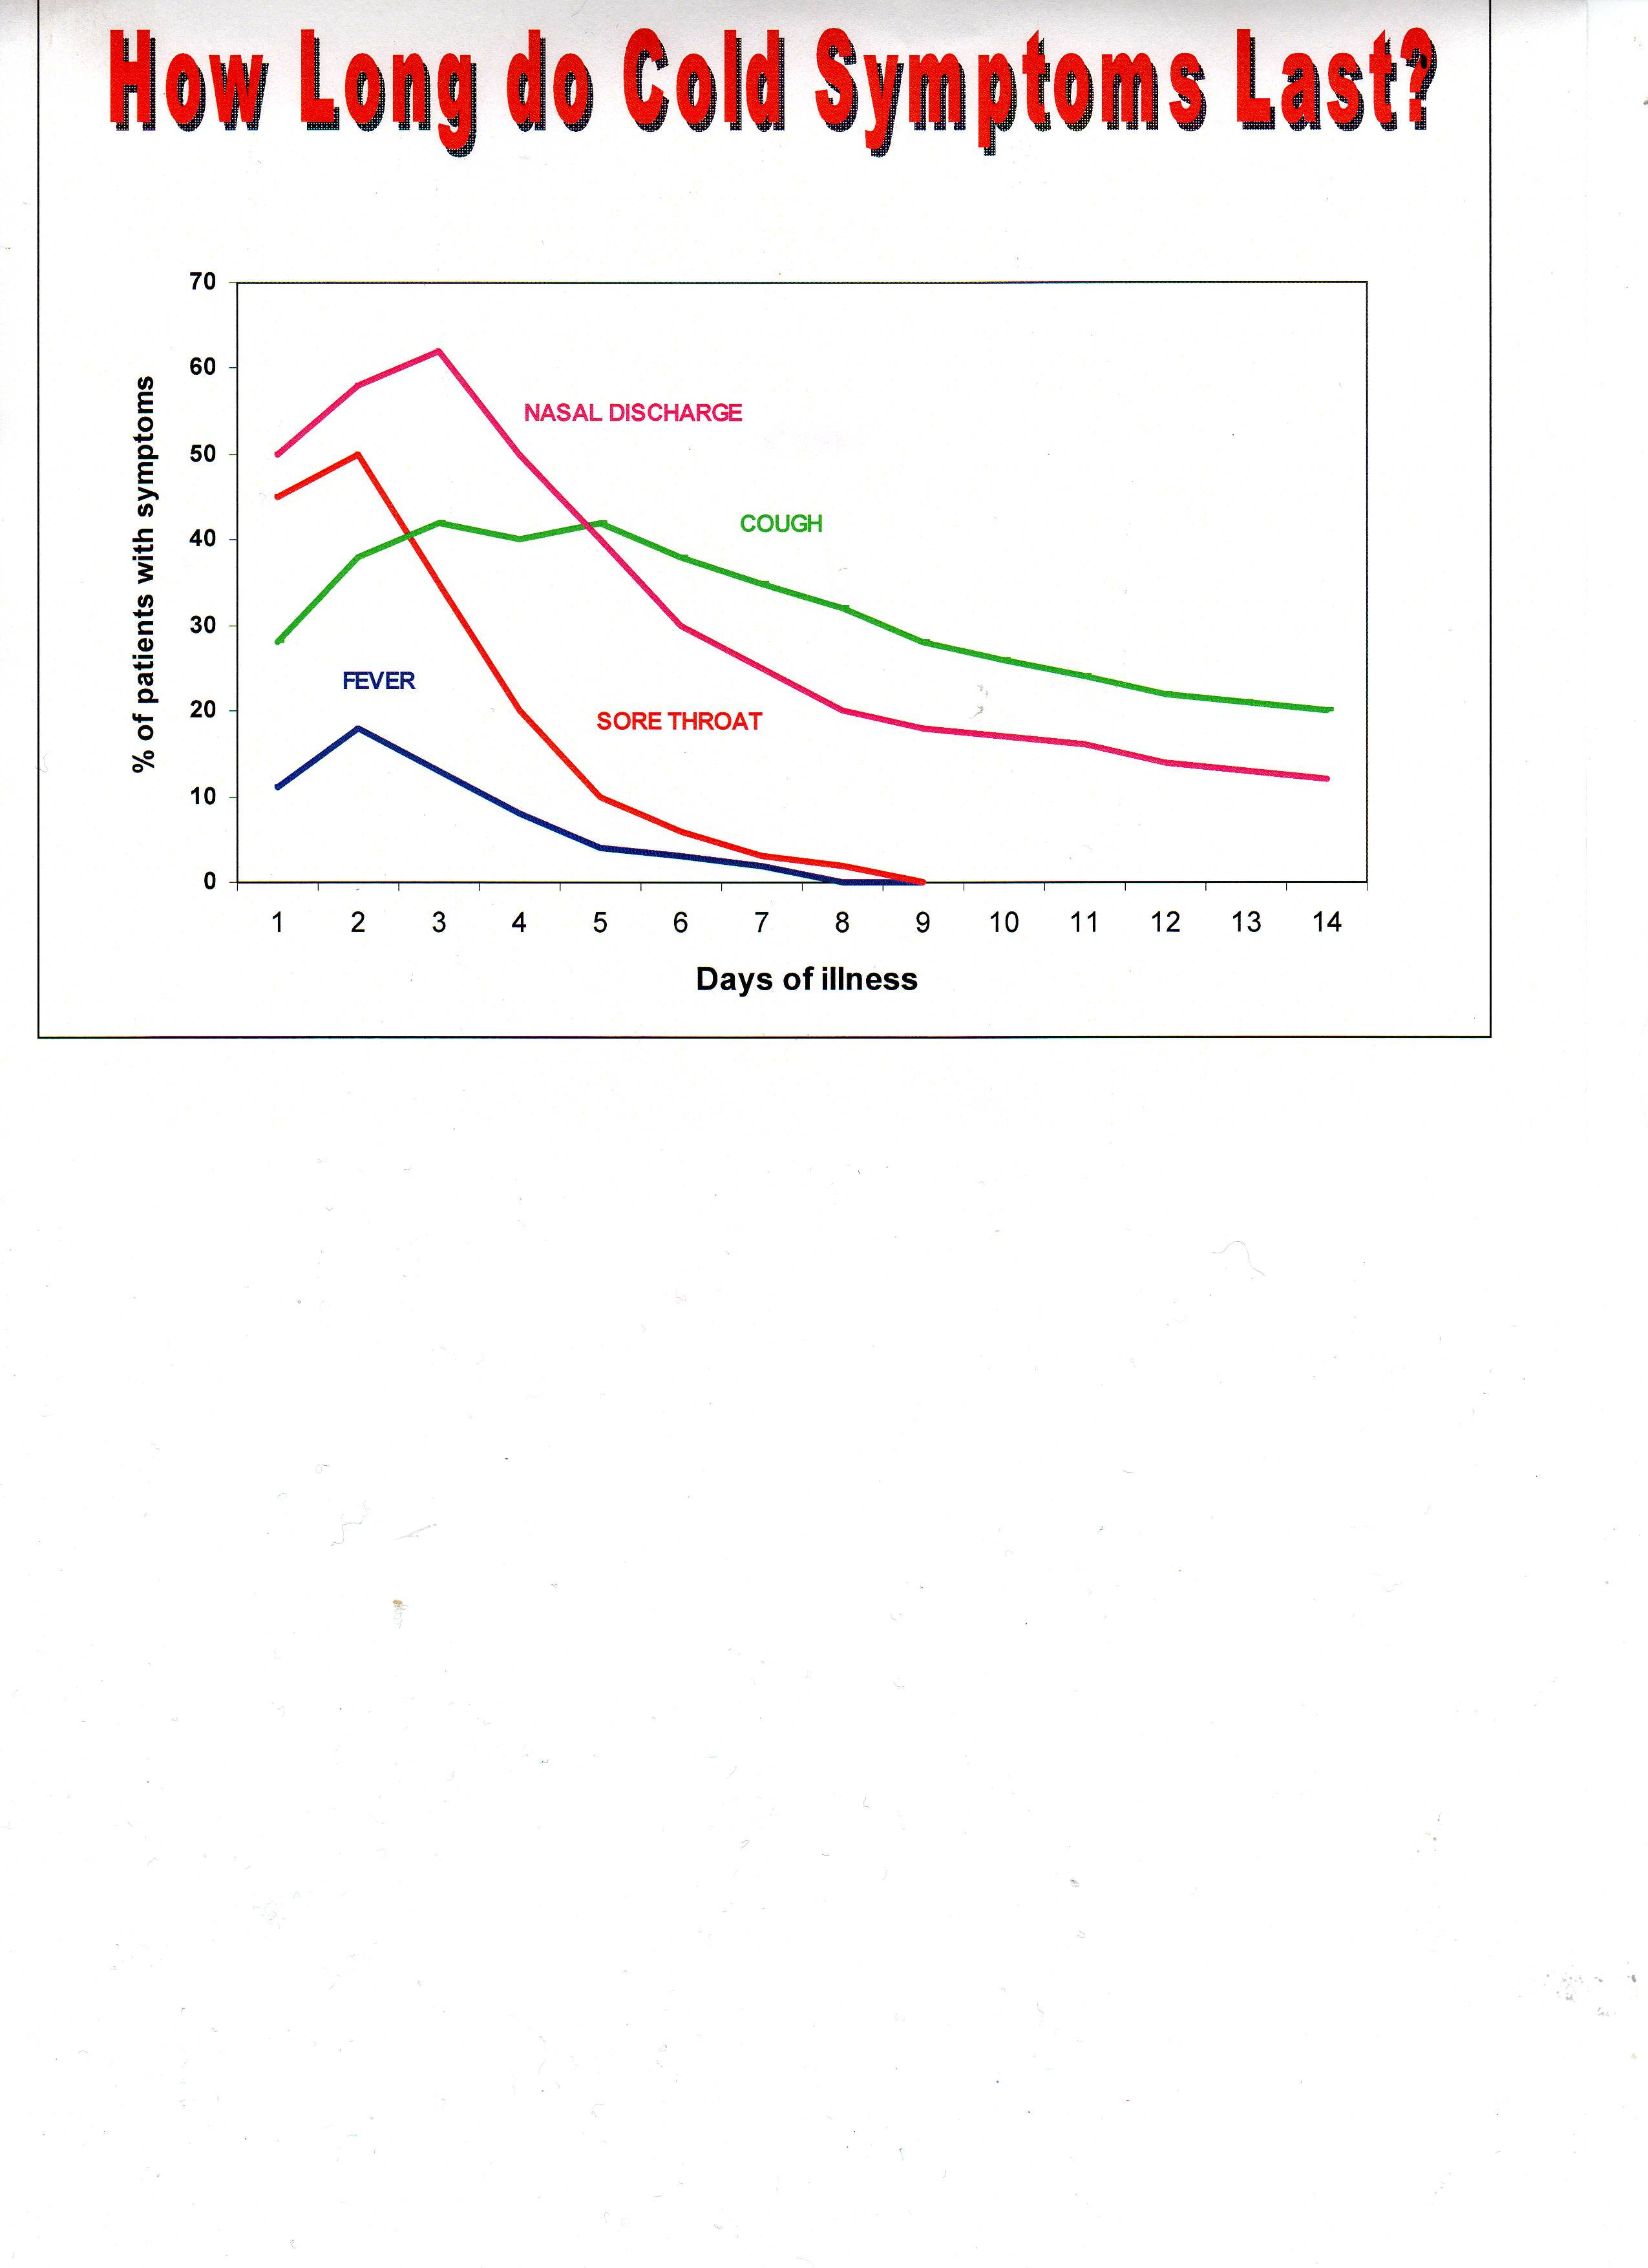 How Long do Cold Symptoms Last?
70
60
50
40
30
20
10
0
% of patients with symptoms
NASAL DISCHARGE
COUGH
FEVER
SORE THROAT
1 2 3 4 5 6 7 8 9 10 11 12 13 14
Days of illness